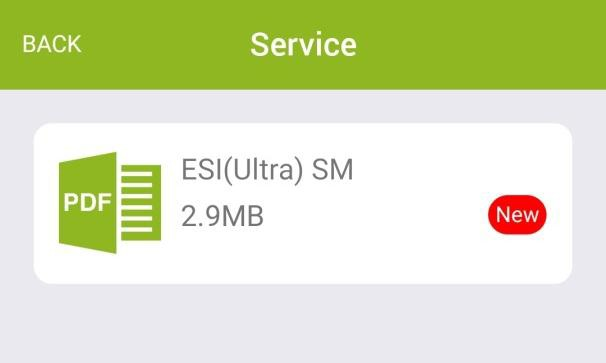 BACK
Service
PDF
ESI(Ultra) SM
2.9MB
New